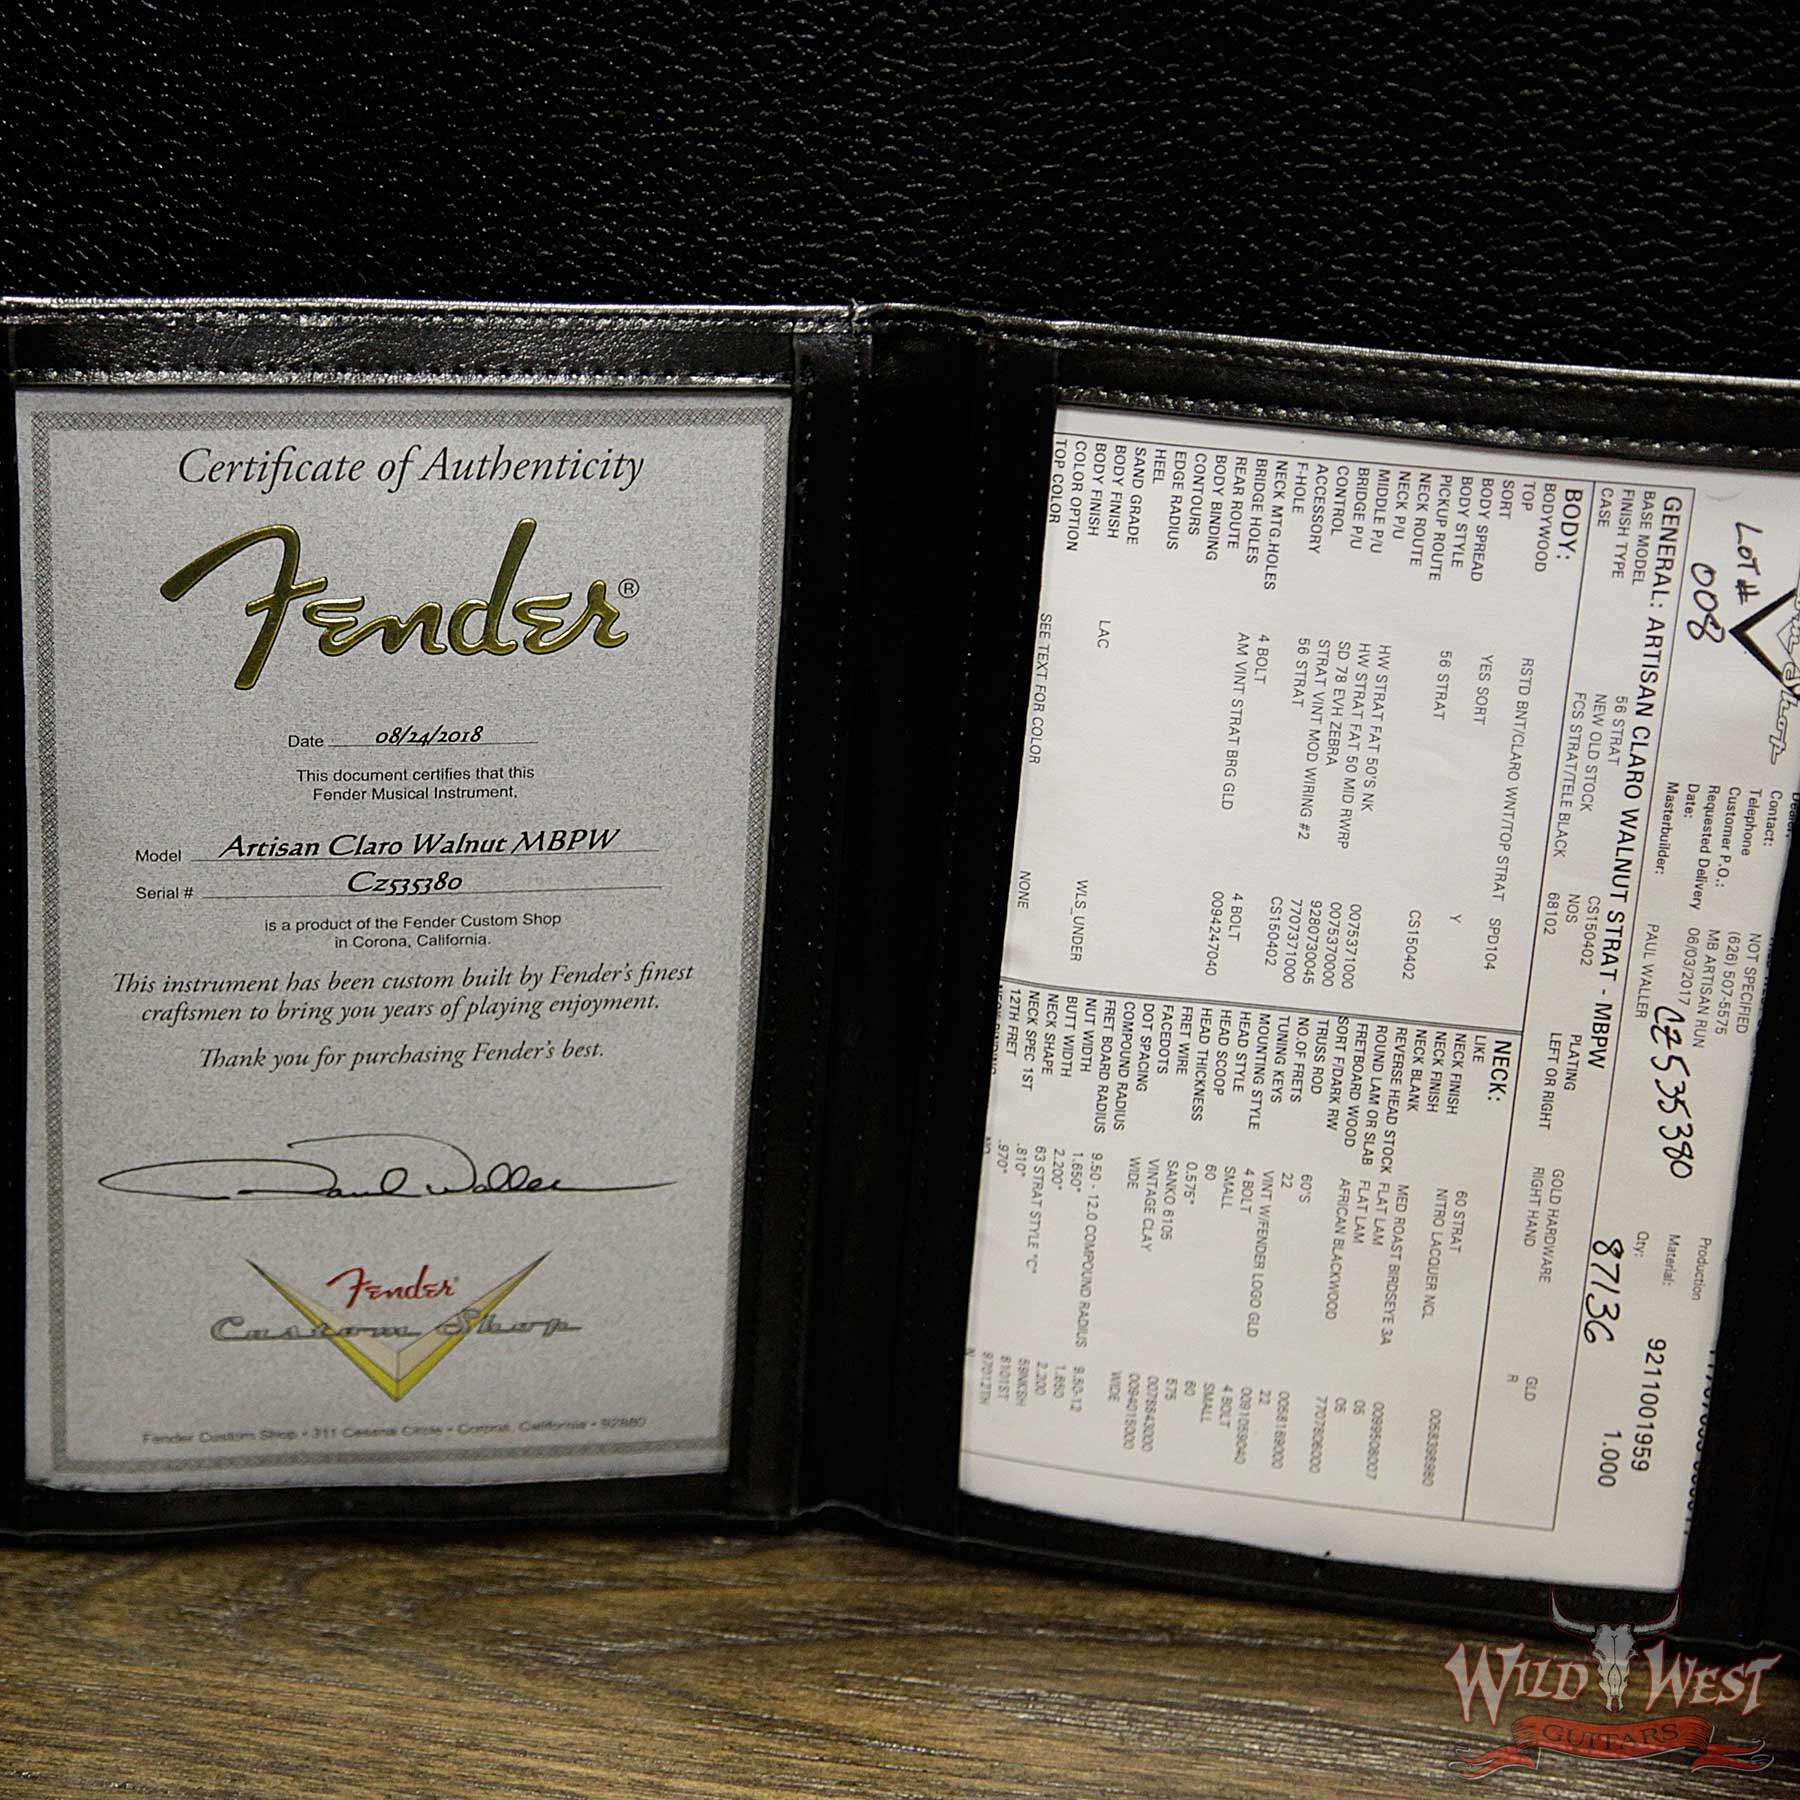 Certificate of Authenticity
Fender®
Date 08/24/2018
This document certifies that this
Fender Musical Instrument,
Model Artisan Claro Walnut MBPW
Serial # Cz535380
is a product of the Fender Custom Shop
in Corona, California.
This instrument has been custom built by Fender's finest
craftsmen to bring you years of playing enjoyment.
Thank you for purchasing Fender's best.
Paul Waller
Fender
Custom Shop
Fender Custom Shop • 311 Cessna Circle • Corona, California • 92880
LOT #
008
Contact: NOT SPECIFIED
Telephone (626) 507-5575
Customer P.O.: MB ARTISAN RUN
Requested Delivery 06/03/2017
Date:
Masterbuilder: PAUL WALLER
CZ535380
Production
Material: 9211001959
Qty: 1.000
87136
GENERAL: ARTISAN CLARO WALNUT STRAT - MBPW
BASE MODEL 56 STRAT CS150402 PLATING GOLD HARDWARE GLD
FINISH TYPE NEW OLD STOCK NOS LEFT OR RIGHT RIGHT HAND R
CASE FCS STRAT/TELE BLACK 68102
BODY:
BODYWOOD RSTD BNT/CLARO WNT/TOP STRAT SPD104
TOP
SORT YES SORT Y
BODY SPREAD
BODY STYLE 56 STRAT CS150402
PICKUP ROUTE
NECK ROUTE
NECK P/U HW STRAT FAT 50'S NK 0075371000
MIDDLE P/U HW STRAT FAT 50 MID RWRP 0075370000
BRIDGE P/U SD 78 EVH ZEBRA 9280730045
CONTROL STRAT VINT MOD WIRING #2 7707371000
ACCESSORY 56 STRAT CS150402
F-HOLE
NECK MTG.HOLES 4 BOLT 4 BOLT
BRIDGE HOLES AM VINT STRAT BRG GLD 0094247040
REAR ROUTE
BODY BINDING
CONTOURS
EDGE RADIUS
HEEL
SAND GRADE
BODY FINISH LAC WLS_UNDER
BODY FINISH
COLOR OPTION
TOP COLOR SEE TEXT FOR COLOR NONE
NECK:
LIKE
NECK FINISH 60 STRAT
NECK FINISH NITRO LACQUER NCL
NECK BLANK MED ROAST BIRDSEYE 3A
REVERSE HEAD STOCK
ROUND LAM OR SLAB FLAT LAM 05
FRETBOARD WOOD AFRICAN BLACKWOOD
SORT F/DARK RW
TRUSS ROD 60'S 7707806000
NO.OF FRETS 22 22
TUNING KEYS VINT W/FENDER LOGO GLD
MOUNTING STYLE 4 BOLT 4 BOLT
HEAD STYLE SMALL SMALL
HEAD SCOOP 60 60
HEAD THICKNESS 0.575" 575
FRET WIRE SANKO 6105
FACEDOTS VINTAGE CLAY
DOT SPACING WIDE WIDE
COMPOUND RADIUS
FRET BOARD RADIUS 9.50 - 12.0 COMPOUND RADIUS 9.50-12
NUT WIDTH 1.650" 1.650
BUTT WIDTH 2.200" 2.200
NECK SHAPE 63 STRAT STYLE "C"
NECK SPEC 1ST .810" 8101ST
12TH FRET .970" 97012TH
WILD WEST
GUITARS